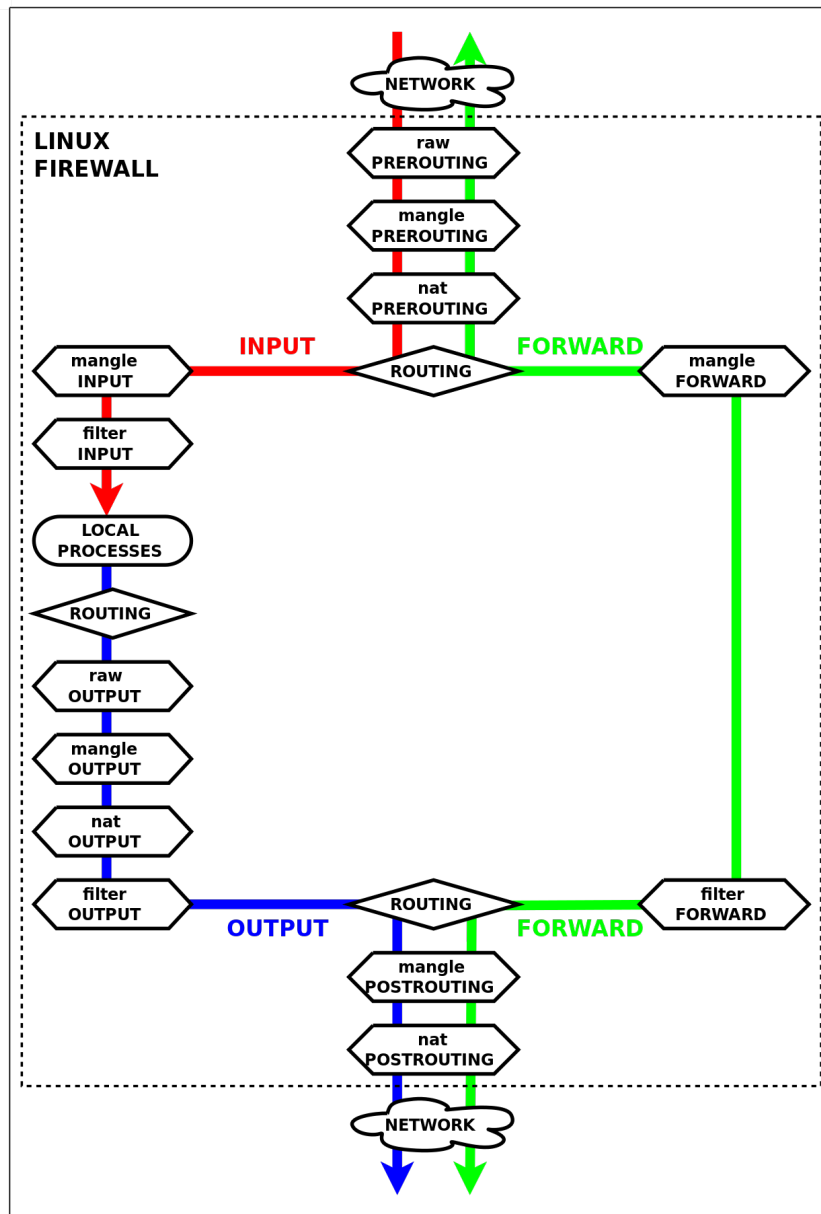 NETWORK
LINUX
FIREWALL
raw
PREROUTING
mangle
PREROUTING
nat
PREROUTING
INPUT
FORWARD
mangle
INPUT
ROUTING
mangle
FORWARD
filter
INPUT
LOCAL
PROCESSES
ROUTING
raw
OUTPUT
mangle
OUTPUT
nat
OUTPUT
filter
OUTPUT
ROUTING
filter
FORWARD
OUTPUT
FORWARD
mangle
POSTROUTING
nat
POSTROUTING
NETWORK